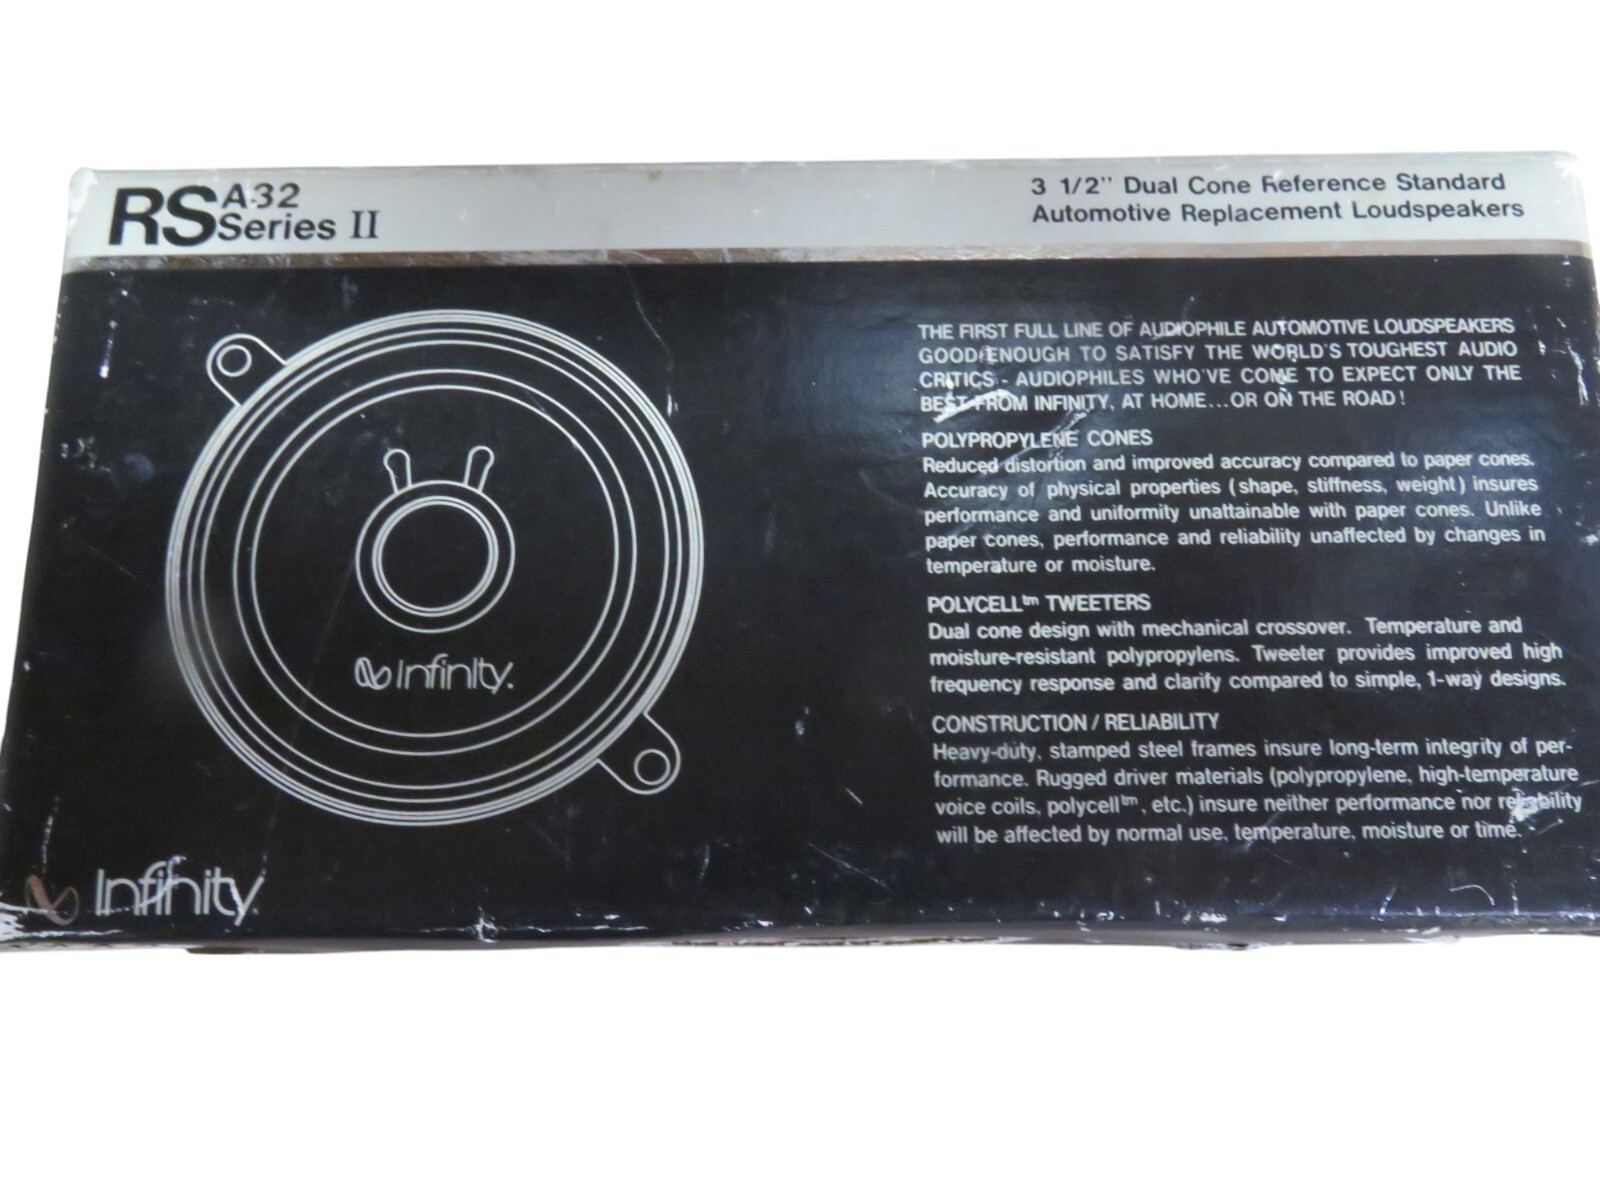 RS A-32
Series II
3 1/2" Dual Cone Reference Standard
Automotive Replacement Loudspeakers
THE FIRST FULL LINE OF AUDIOPHILE AUTOMOTIVE LOUDSPEAKERS
GOOD ENOUGH TO SATISFY THE WORLD'S TOUGHEST AUDIO
CRITICS - AUDIOPHILES WHO'VE COME TO EXPECT ONLY THE
BEST FROM INFINITY, AT HOME...OR ON THE ROAD!
POLYPROPYLENE CONES
Reduced distortion and improved accuracy compared to paper cones.
Accuracy of physical properties (shape, stiffness, weight) insures
performance and uniformity unattainable with paper cones. Unlike
paper cones, performance and reliability unaffected by changes in
temperature or moisture.
POLYCELL tm TWEETERS
Dual cone design with mechanical crossover. Temperature and
moisture-resistant polypropylens. Tweeter provides improved high
frequency response and clarify compared to simple, 1-way designs.
CONSTRUCTION / RELIABILITY
Heavy-duty, stamped steel frames insure long-term integrity of per-
formance. Rugged driver materials (polypropylene, high-temperature
voice coils, polycell tm, etc.) insure neither performance nor reliability
will be affected by normal use, temperature, moisture or time.
Infinity.
Infinity.